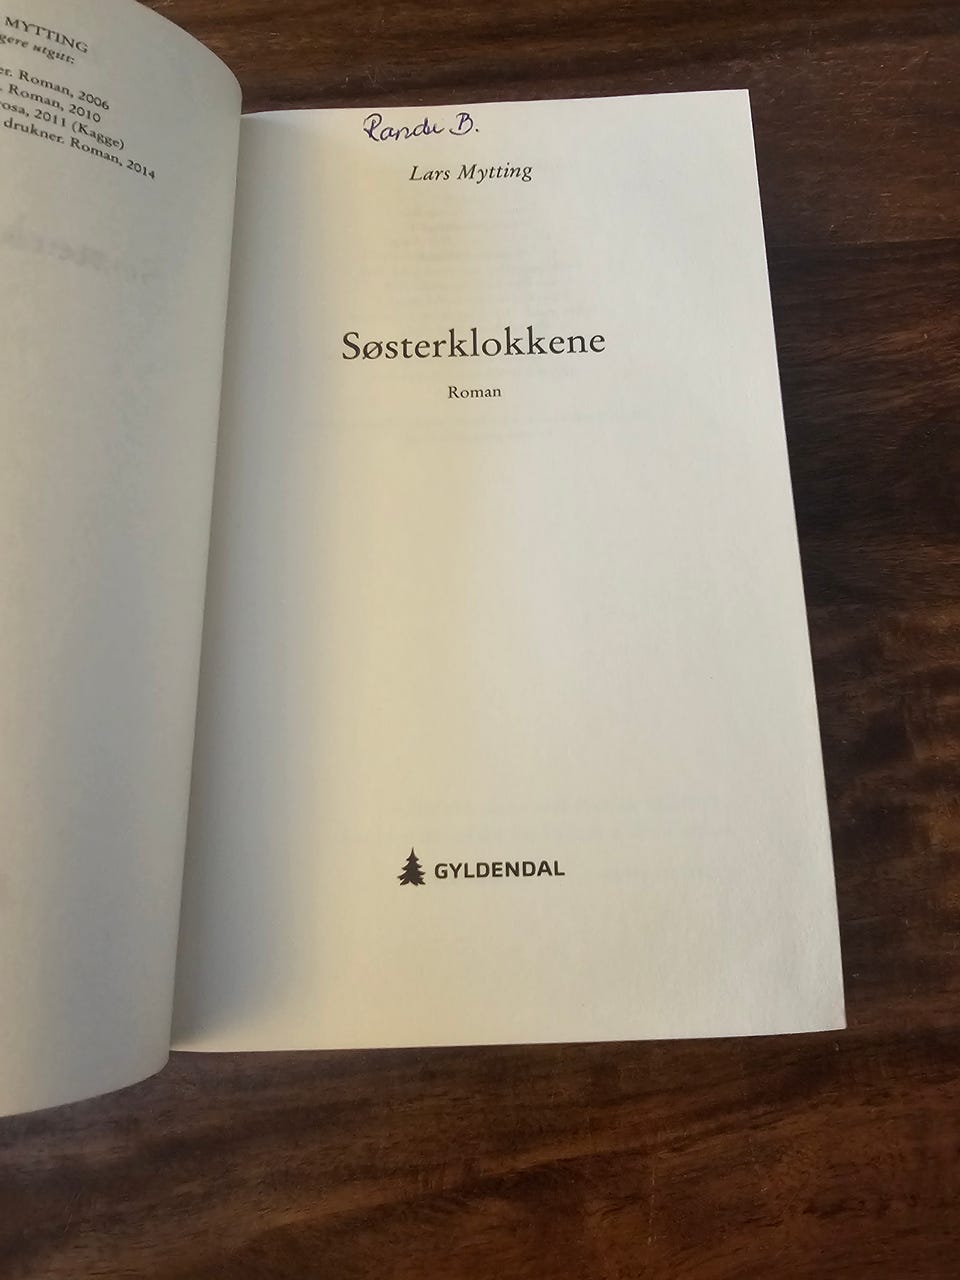 MYTTING
gere utgitt:
er. Roman, 2006
. Roman, 2010
rosa, 2011 (Kagge)
drukner. Roman, 2014
B.
Lars Mytting
Søsterklokkene
Roman
GYLDENDAL